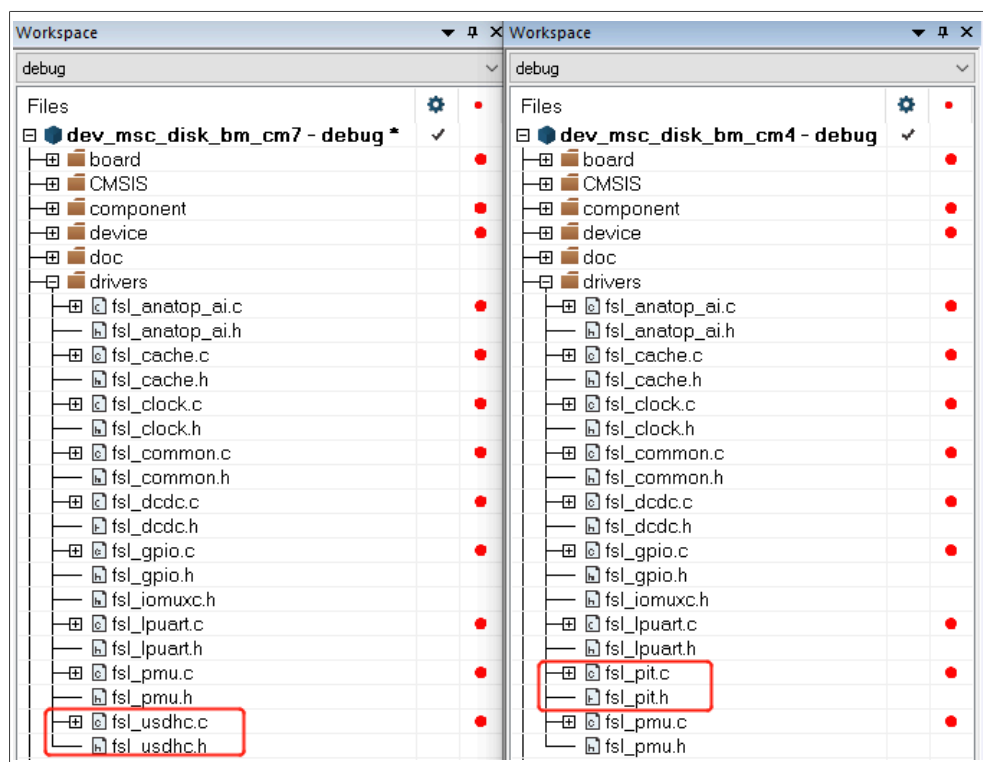 Workspace
debug
Files
dev_msc_disk_bm_cm7 - debug *
board
CMSIS
component
device
doc
drivers
fsl_anatop_ai.c
fsl_anatop_ai.h
fsl_cache.c
fsl_cache.h
fsl_clock.c
fsl_clock.h
fsl_common.c
fsl_common.h
fsl_dcdc.c
fsl_dcdc.h
fsl_gpio.c
fsl_gpio.h
fsl_iomuxc.h
fsl_lpuart.c
fsl_lpuart.h
fsl_pmu.c
fsl_pmu.h
fsl_usdhc.c
fsl_usdhc.h
Workspace
debug
Files
dev_msc_disk_bm_cm4 - debug
board
CMSIS
component
device
doc
drivers
fsl_anatop_ai.c
fsl_anatop_ai.h
fsl_cache.c
fsl_cache.h
fsl_clock.c
fsl_clock.h
fsl_common.c
fsl_common.h
fsl_dcdc.c
fsl_dcdc.h
fsl_gpio.c
fsl_gpio.h
fsl_iomuxc.h
fsl_lpuart.c
fsl_lpuart.h
fsl_pit.c
fsl_pit.h
fsl_pmu.c
fsl_pmu.h